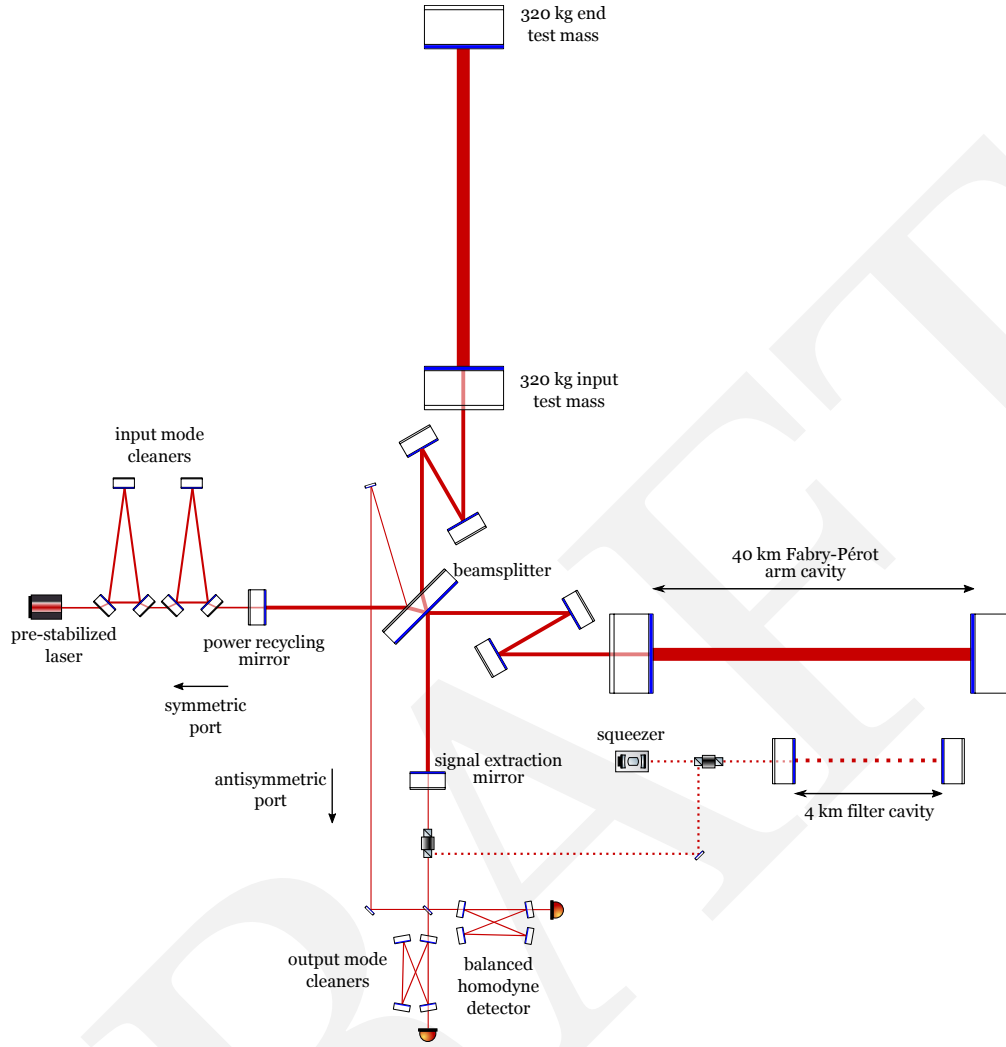 320 kg end
test mass
320 kg input
test mass
input mode
cleaners
beamsplitter
40 km Fabry-Pérot
arm cavity
pre-stabilized
laser
power recycling
mirror
symmetric
port
squeezer
signal extraction
mirror
antisymmetric
port
4 km filter cavity
output mode
cleaners
balanced
homodyne
detector
DRAFT